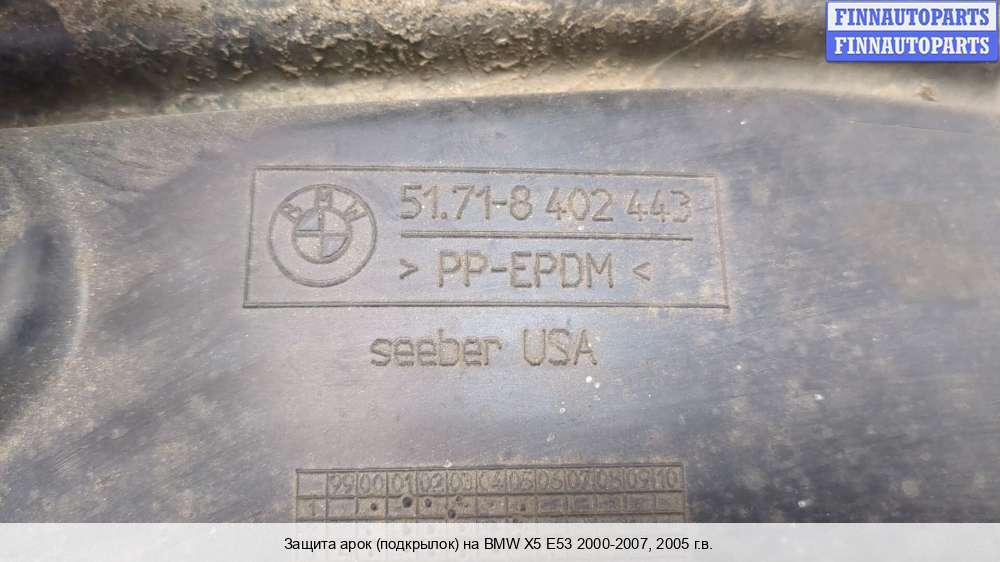 FINNAUTOPARTS
FINNAUTOPARTS
BMW
51.71-8 402 443
> PP-EPDM <
seeber USA
99 00 01 02 03 04 05 06 07 08 09 10
1
Защита арок (подкрылок) на BMW X5 E53 2000-2007, 2005 г.в.